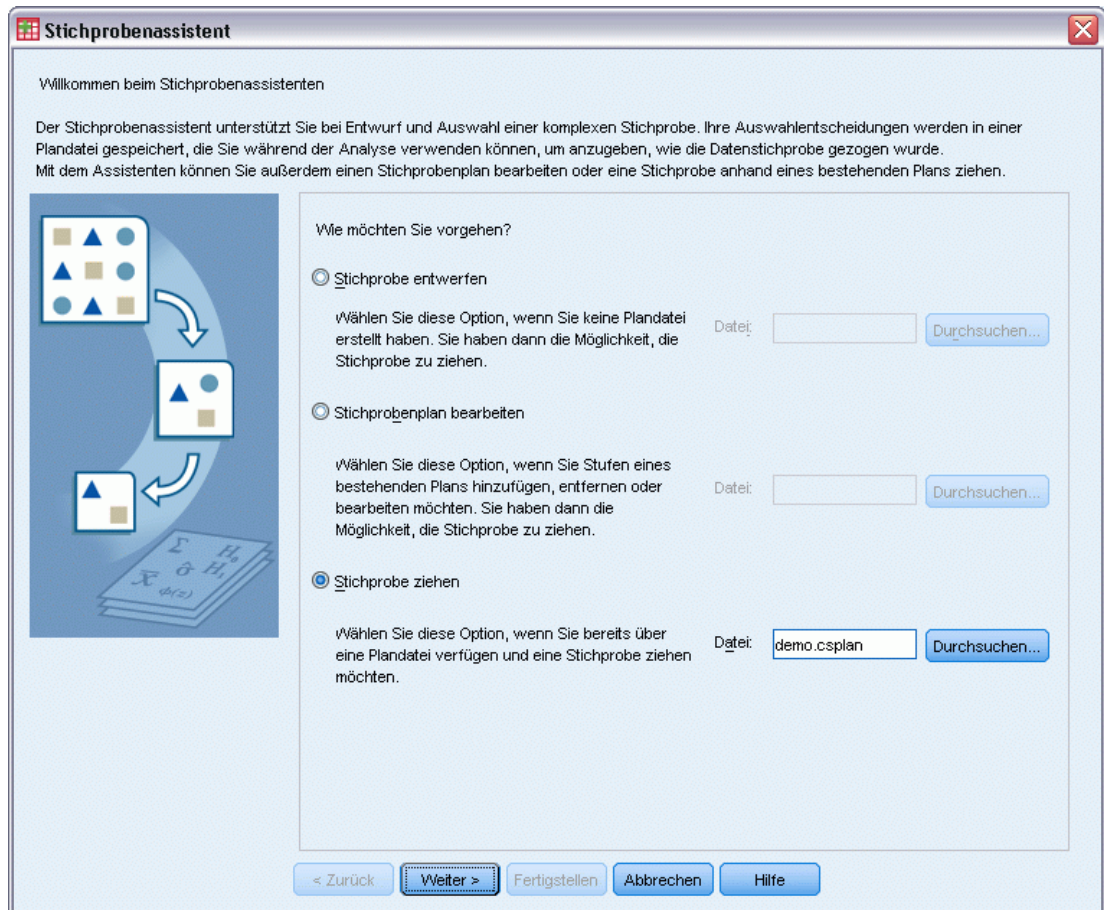 Stichprobenassistent
Willkommen beim Stichprobenassistenten
Der Stichprobenassistent unterstützt Sie bei Entwurf und Auswahl einer komplexen Stichprobe. Ihre Auswahlentscheidungen werden in einer
Plandatei gespeichert, die Sie während der Analyse verwenden können, um anzugeben, wie die Datenstichprobe gezogen wurde.
Mit dem Assistenten können Sie außerdem einen Stichprobenplan bearbeiten oder eine Stichprobe anhand eines bestehenden Plans ziehen.
Wie möchten Sie vorgehen?
Stichprobe entwerfen
Wählen Sie diese Option, wenn Sie keine Plandatei
erstellt haben. Sie haben dann die Möglichkeit, die
Stichprobe zu ziehen.
Datei: Durchsuchen...
Stichprobenplan bearbeiten
Wählen Sie diese Option, wenn Sie Stufen eines
bestehenden Plans hinzufügen, entfernen oder
bearbeiten möchten. Sie haben dann die
Möglichkeit, die Stichprobe zu ziehen.
Datei: Durchsuchen...
Stichprobe ziehen
Wählen Sie diese Option, wenn Sie bereits über
eine Plandatei verfügen und eine Stichprobe ziehen
möchten.
Datei: demo.csplan Durchsuchen...
Σ H₀
x̄ σ̂ H₁
φ(z)
< Zurück Weiter > Fertigstellen Abbrechen Hilfe